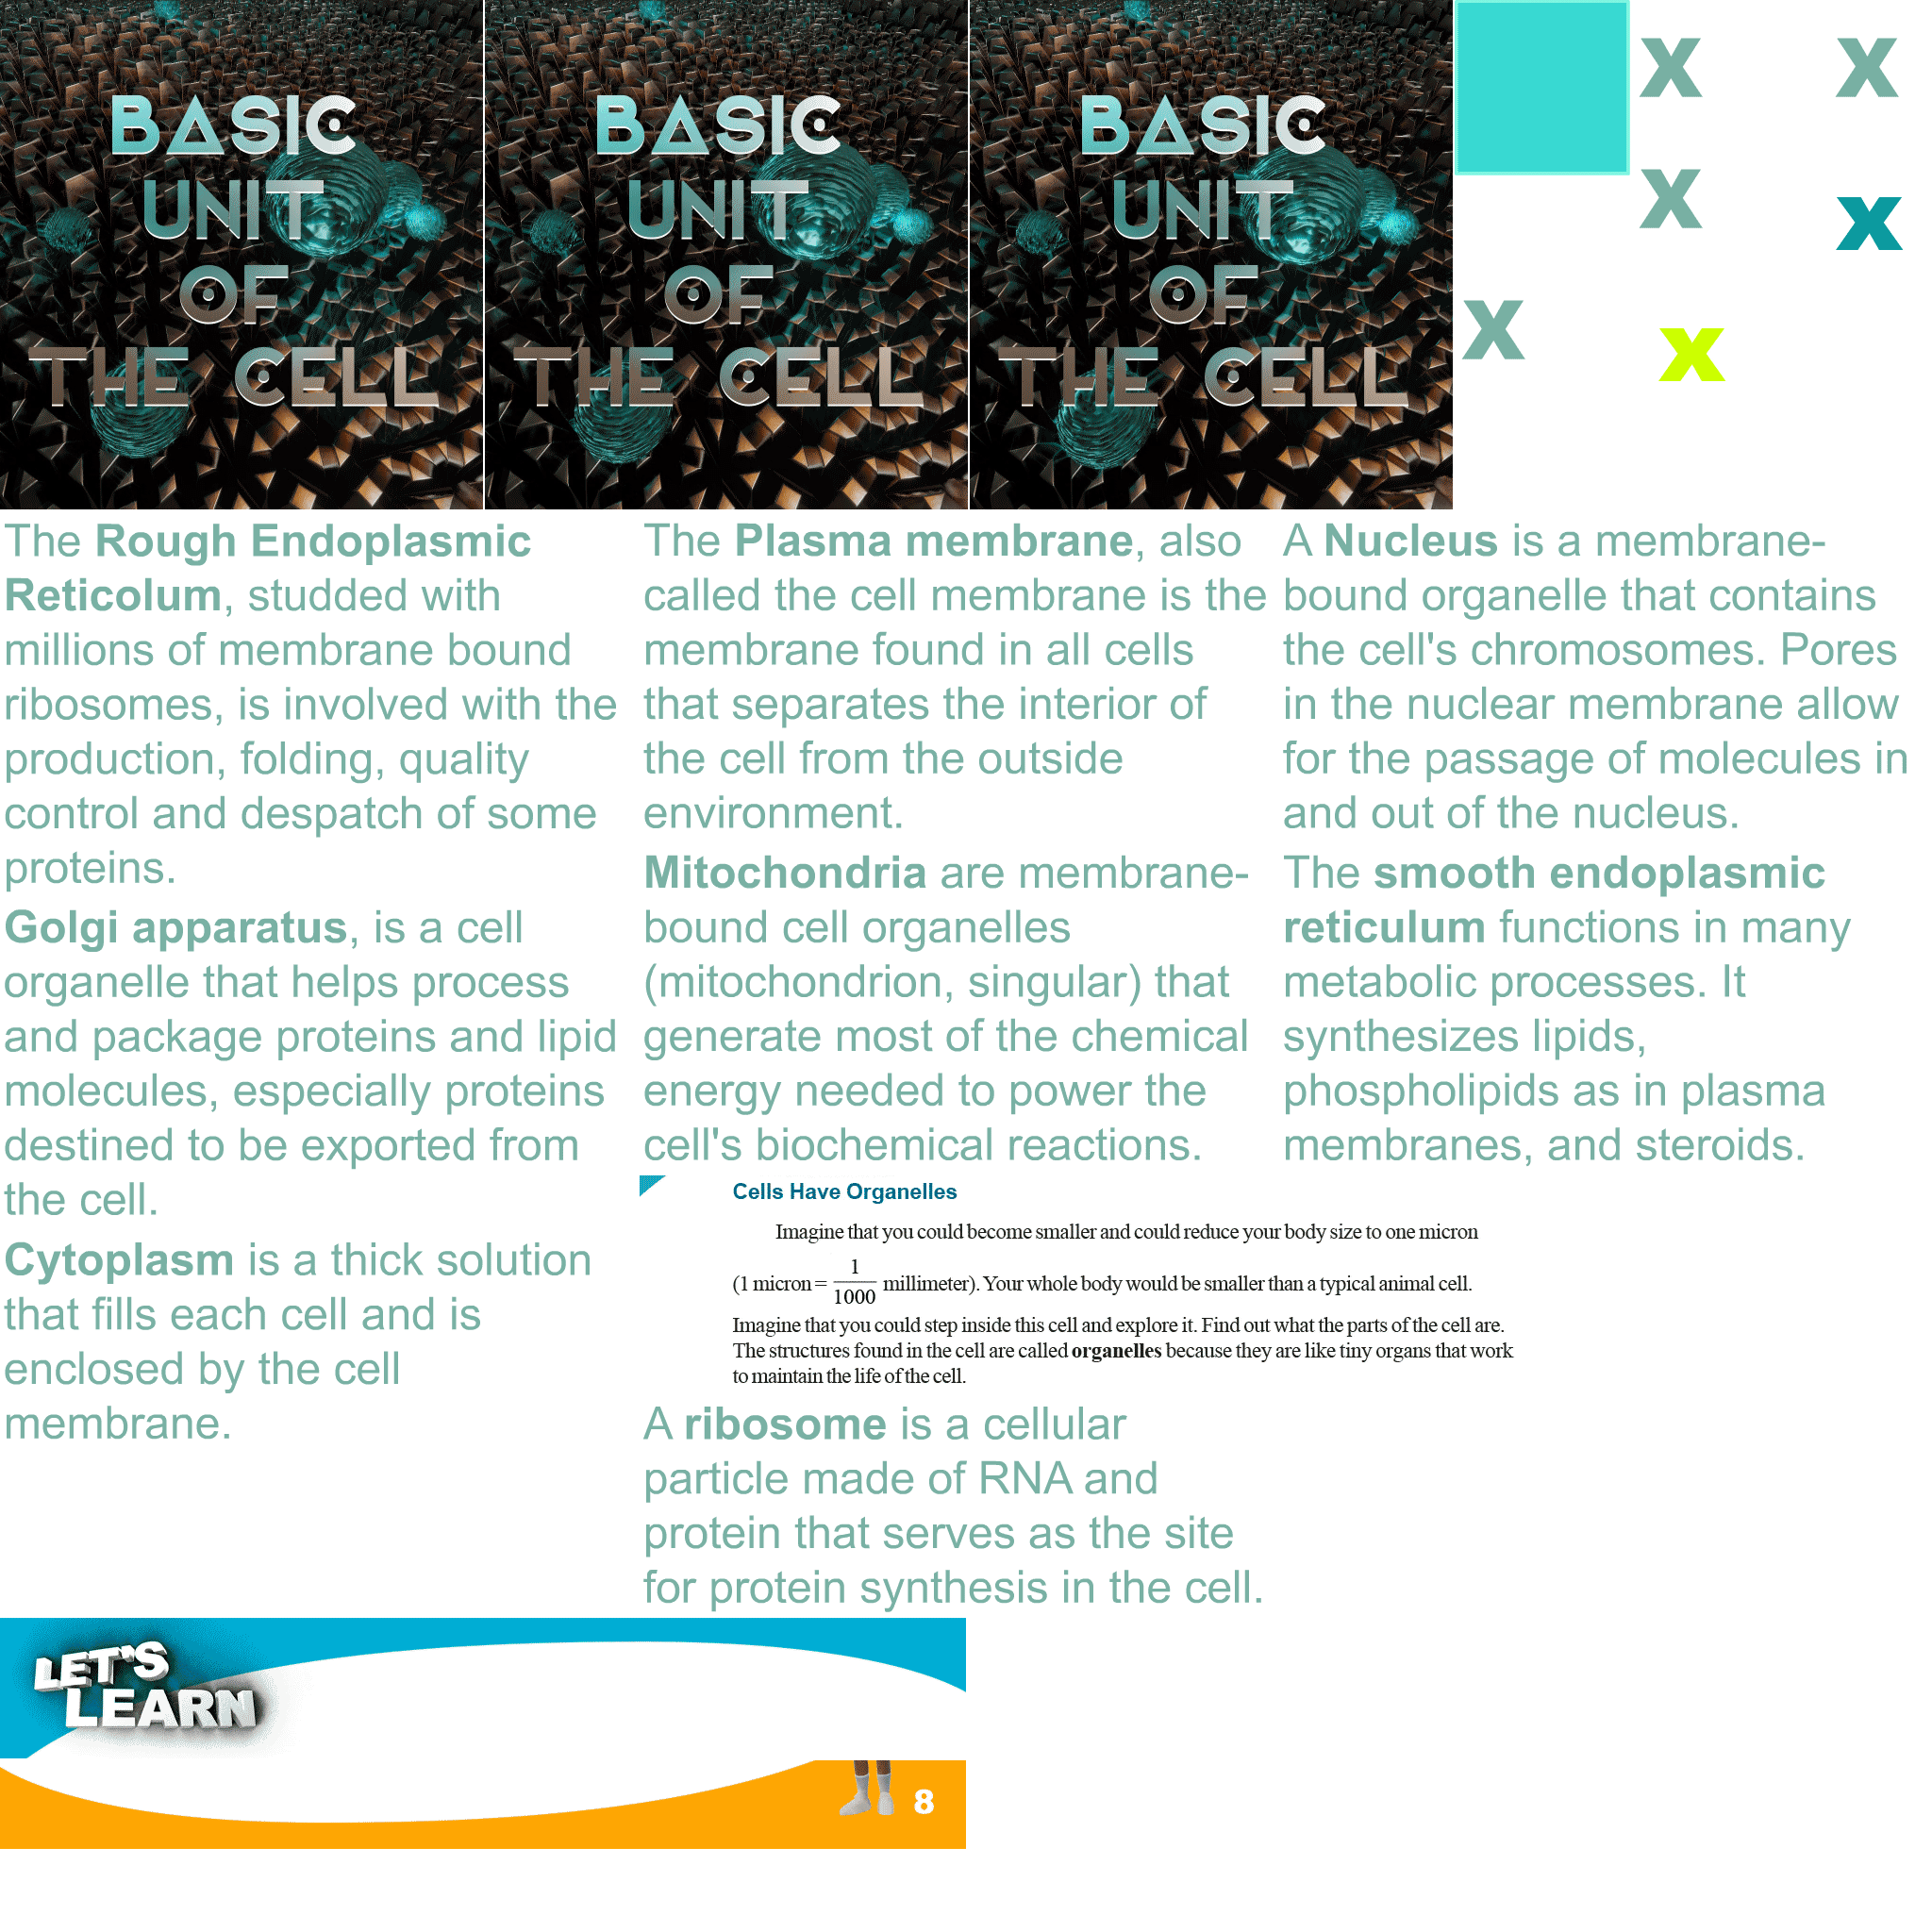 BASIC
UNIT
OF
THE CELL
BASIC
UNIT
OF
THE CELL
BASIC
UNIT
OF
THE CELL
X
X
X
X
X
X
The Rough Endoplasmic
Reticolum, studded with
millions of membrane bound
ribosomes, is involved with the
production, folding, quality
control and despatch of some
proteins.
The Plasma membrane, also
called the cell membrane is the
membrane found in all cells
that separates the interior of
the cell from the outside
environment.
A Nucleus is a membrane-
bound organelle that contains
the cell's chromosomes. Pores
in the nuclear membrane allow
for the passage of molecules in
and out of the nucleus.
Golgi apparatus, is a cell
organelle that helps process
and package proteins and lipid
molecules, especially proteins
destined to be exported from
the cell.
Mitochondria are membrane-
bound cell organelles
(mitochondrion, singular) that
generate most of the chemical
energy needed to power the
cell's biochemical reactions.
The smooth endoplasmic
reticulum functions in many
metabolic processes. It
synthesizes lipids,
phospholipids as in plasma
membranes, and steroids.
Cytoplasm is a thick solution
that fills each cell and is
enclosed by the cell
membrane.
Cells Have Organelles
Imagine that you could become smaller and could reduce your body size to one micron
(1 micron = 1/1000 millimeter). Your whole body would be smaller than a typical animal cell.
Imagine that you could step inside this cell and explore it. Find out what the parts of the cell are.
The structures found in the cell are called organelles because they are like tiny organs that work
to maintain the life of the cell.
A ribosome is a cellular
particle made of RNA and
protein that serves as the site
for protein synthesis in the cell.
LET'S
LEARN
8